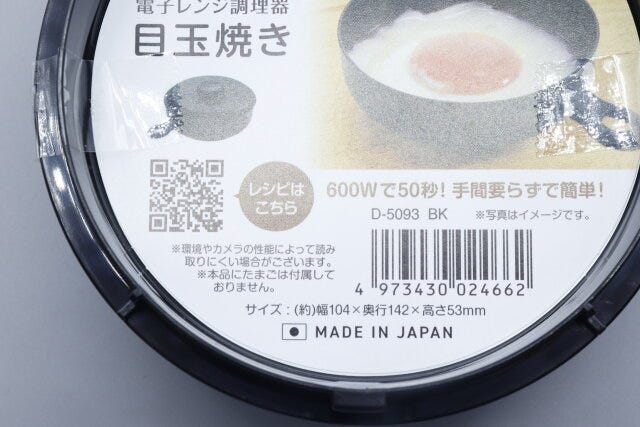 電子レンジ調理器
目玉焼き
レシピは
こちら
600Wで50秒!手間要らずで簡単!
D-5093 BK
※写真はイメージです。
※環境やカメラの性能によって読み
取りにくい場合がございます。
※本品にたまごは付属して
おりません。
4 973430 024662
サイズ:(約)幅104×奥行142×高さ53mm
MADE IN JAPAN